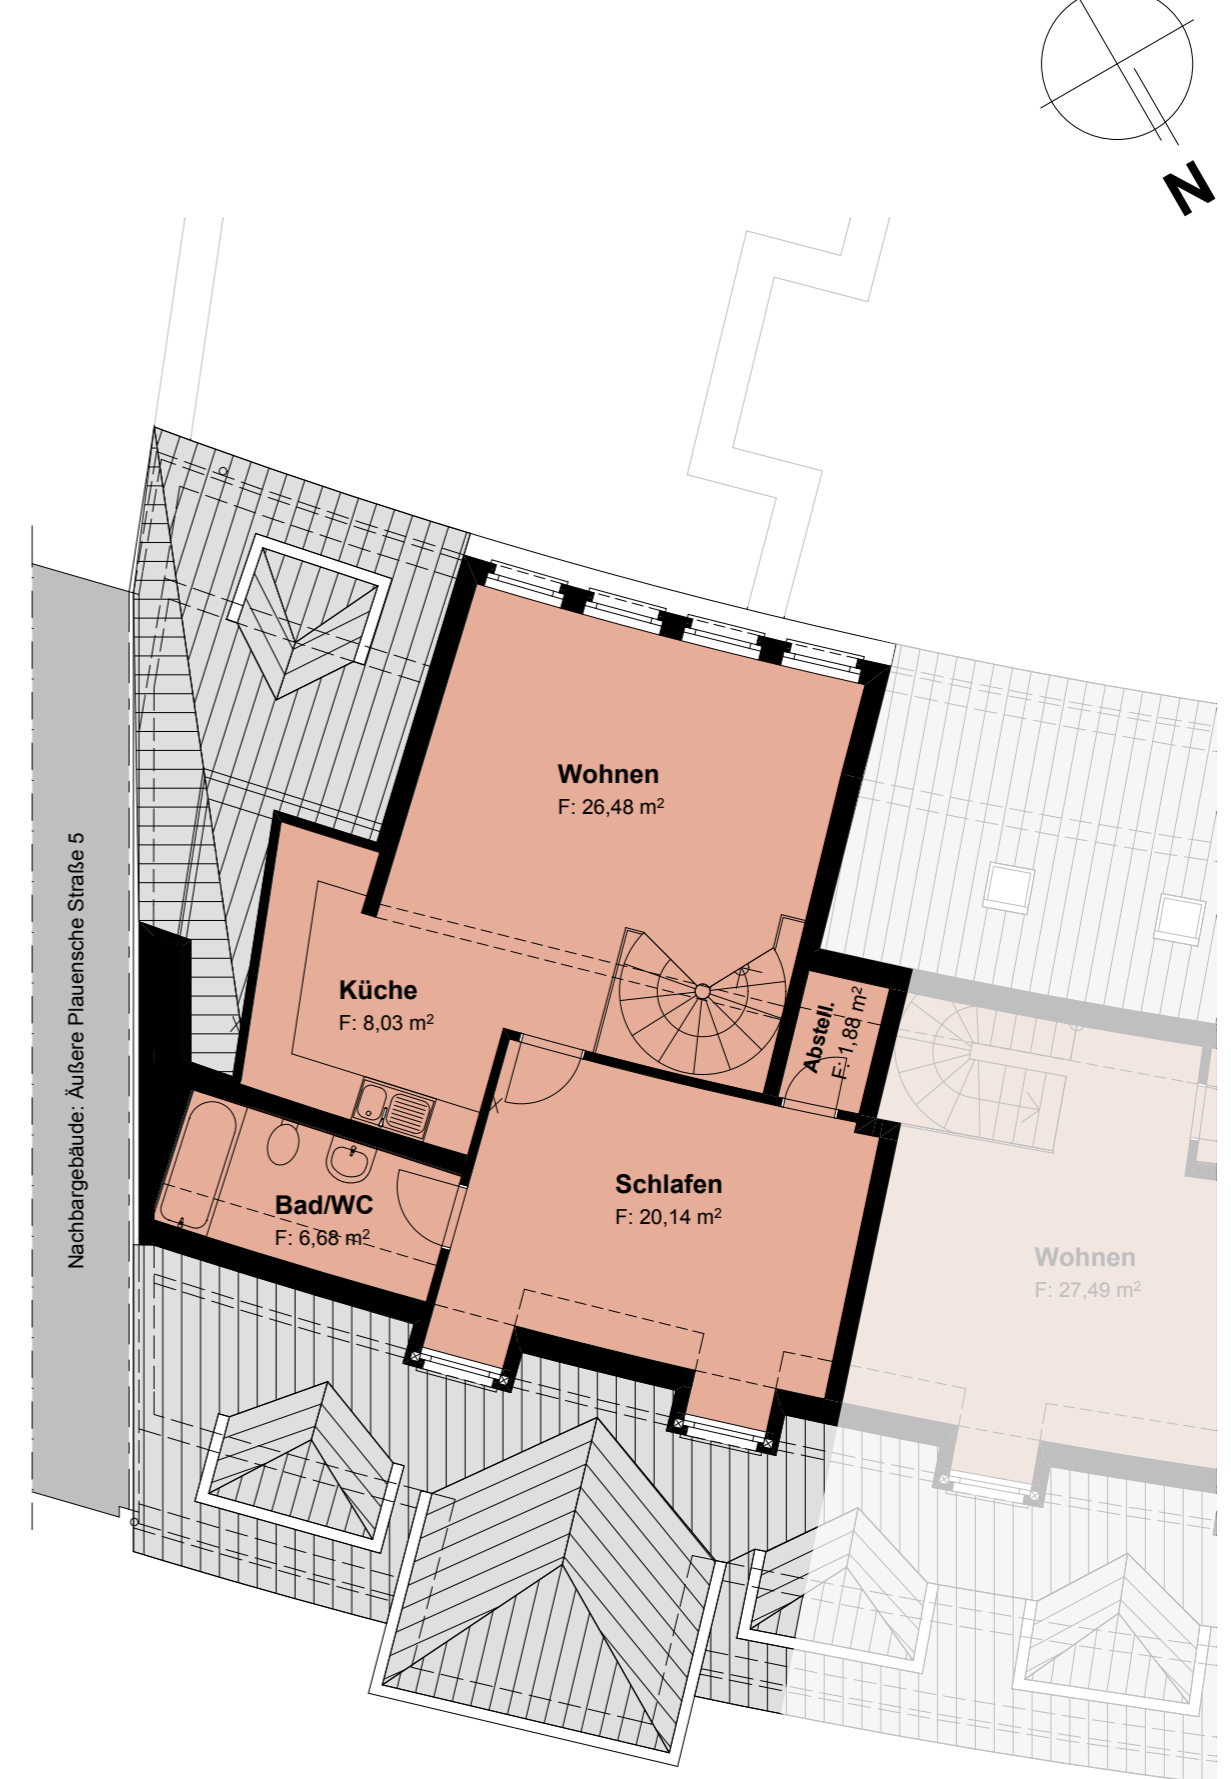 N
Wohnen
F: 26,48 m²
Nachbargebäude: Äußere Plauensche Straße 5
Küche
F: 8,03 m²
Abstell.
F: 1,88 m²
Schlafen
F: 20,14 m²
Bad/WC
F: 6,68 m²
Wohnen
F: 27,49 m²